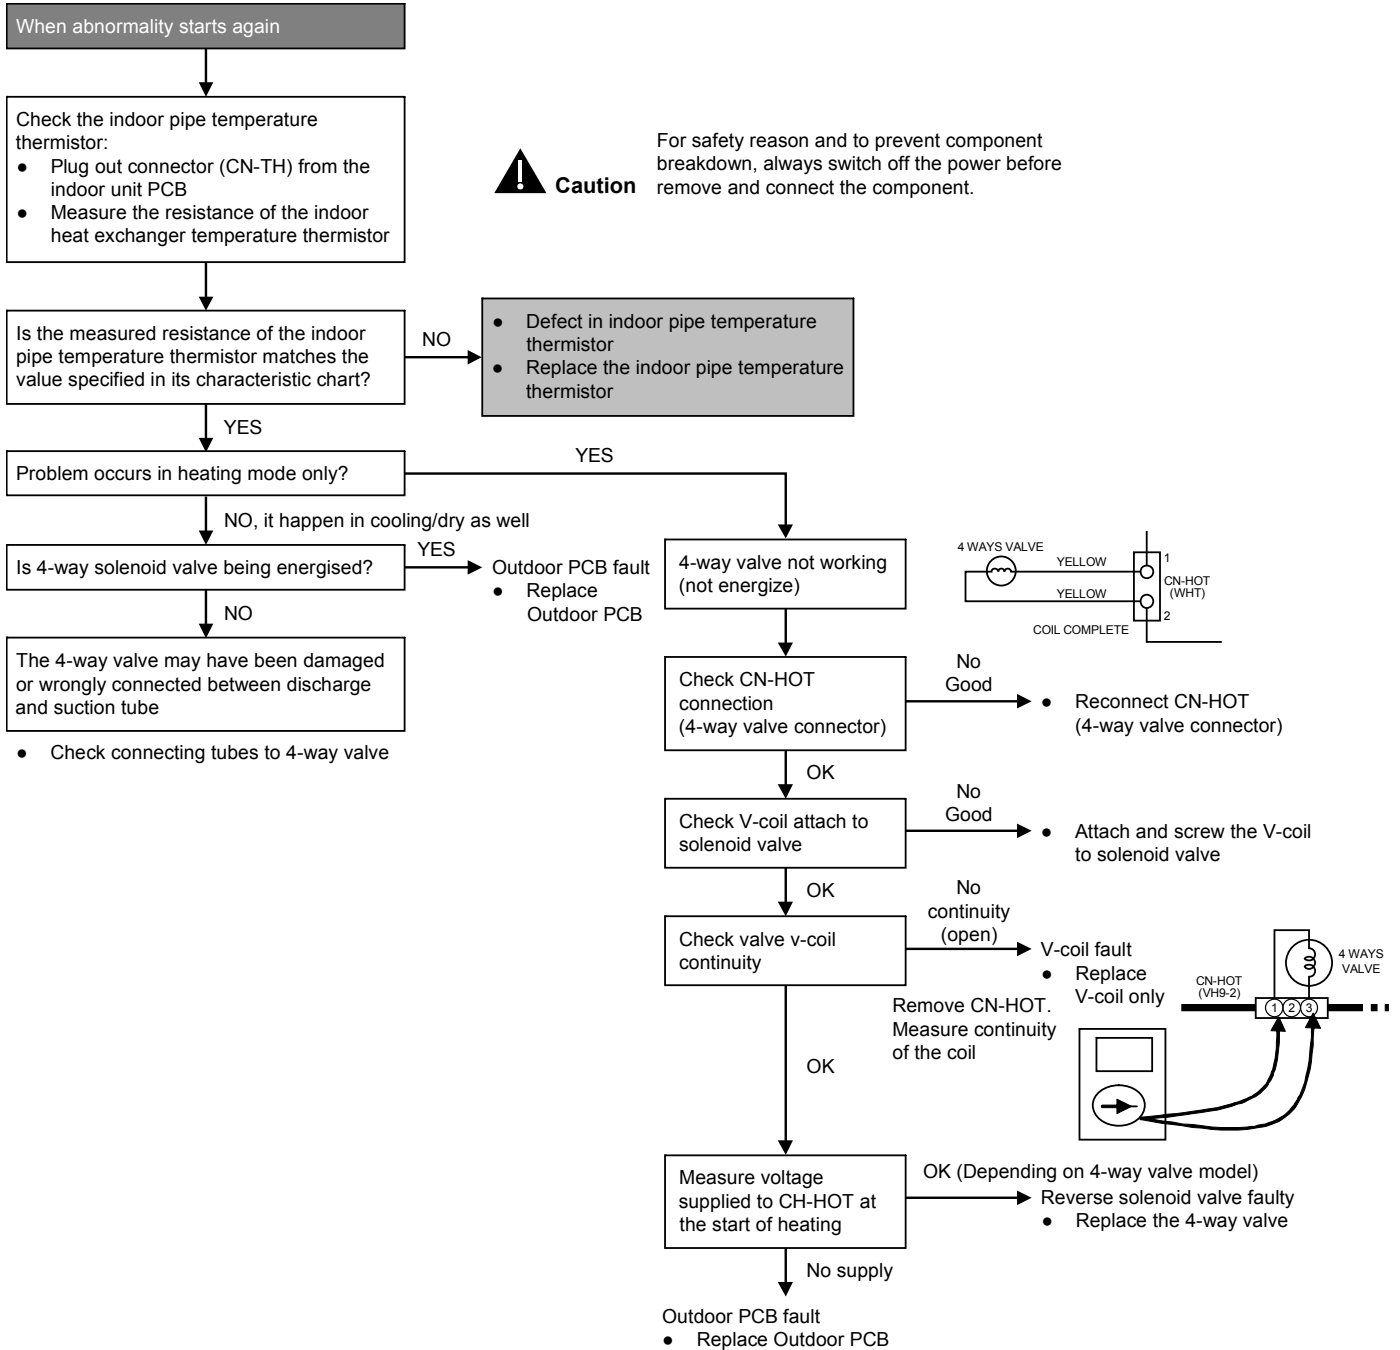 When abnormality starts again
Check the indoor pipe temperature
thermistor:
● Plug out connector (CN-TH) from the
indoor unit PCB
● Measure the resistance of the indoor
heat exchanger temperature thermistor
Caution
For safety reason and to prevent component
breakdown, always switch off the power before
remove and connect the component.
Is the measured resistance of the indoor
pipe temperature thermistor matches the
value specified in its characteristic chart?
NO
● Defect in indoor pipe temperature
thermistor
● Replace the indoor pipe temperature
thermistor
YES
Problem occurs in heating mode only?
YES
NO, it happen in cooling/dry as well
Is 4-way solenoid valve being energised?
YES
Outdoor PCB fault
● Replace
Outdoor PCB
NO
The 4-way valve may have been damaged
or wrongly connected between discharge
and suction tube
● Check connecting tubes to 4-way valve
4-way valve not working
(not energize)
4 WAYS VALVE
YELLOW
YELLOW
1
CN-HOT
(WHT)
2
COIL COMPLETE
Check CN-HOT
connection
(4-way valve connector)
No
Good
● Reconnect CN-HOT
(4-way valve connector)
OK
Check V-coil attach to
solenoid valve
No
Good
● Attach and screw the V-coil
to solenoid valve
OK
Check valve v-coil
continuity
No
continuity
(open)
V-coil fault
● Replace
V-coil only
Remove CN-HOT.
Measure continuity
of the coil
4 WAYS
VALVE
CN-HOT
(VH9-2)
1 2 3
OK
Measure voltage
supplied to CH-HOT at
the start of heating
OK (Depending on 4-way valve model)
Reverse solenoid valve faulty
● Replace the 4-way valve
No supply
Outdoor PCB fault
● Replace Outdoor PCB